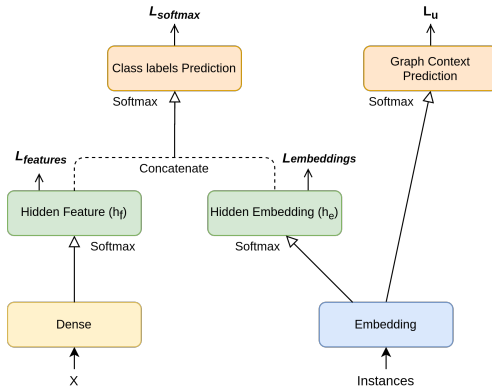 L_softmax
L_u
Class labels Prediction
Graph Context
Prediction
Softmax
Softmax
L_features
L_embeddings
Concatenate
Hidden Feature (h_f)
Hidden Embedding (h_e)
Softmax
Softmax
Dense
Embedding
X
Instances